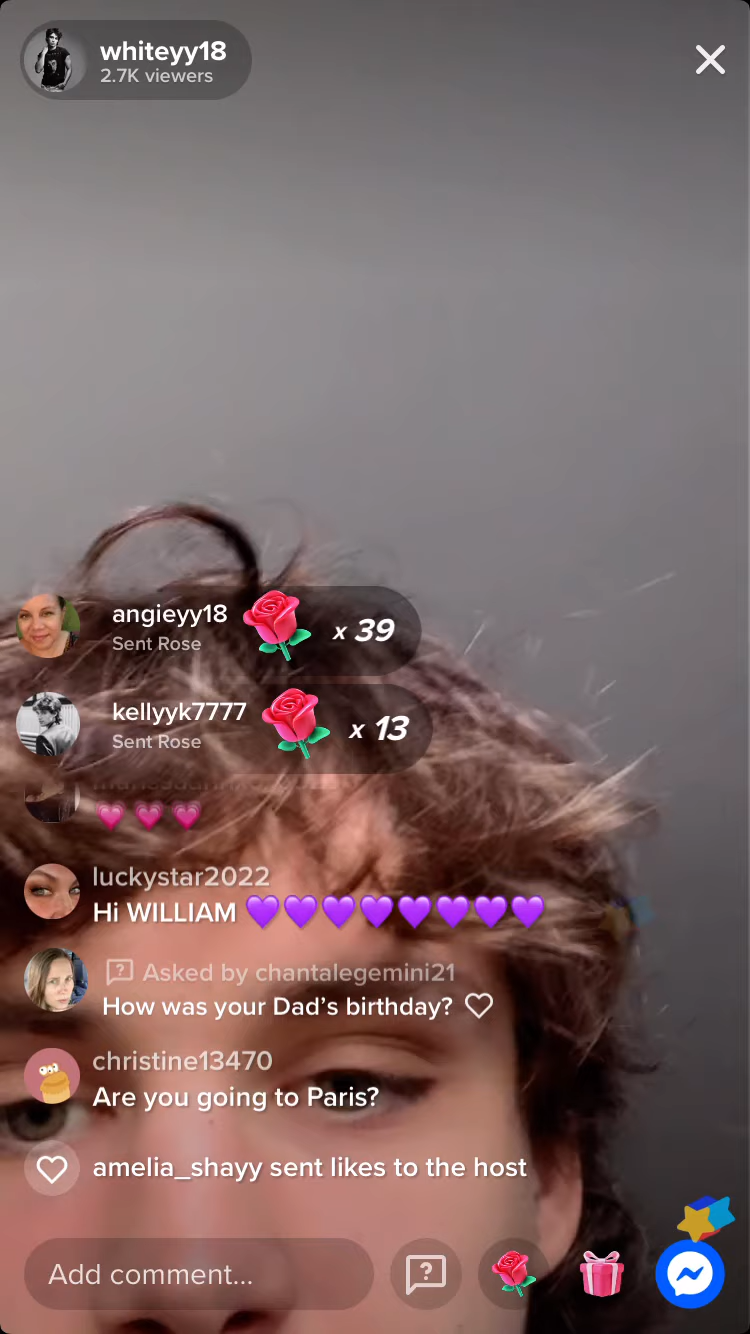 whiteyy18
2.7K viewers
angieyy18
Sent Rose
x 39
kellyyk7777
Sent Rose
x 13
luckystar2022
Hi WILLIAM 💜💜💜💜💜💜💜💜
Asked by chantalegemini21
How was your Dad's birthday?
christine13470
Are you going to Paris?
amelia_shayy sent likes to the host
Add comment...